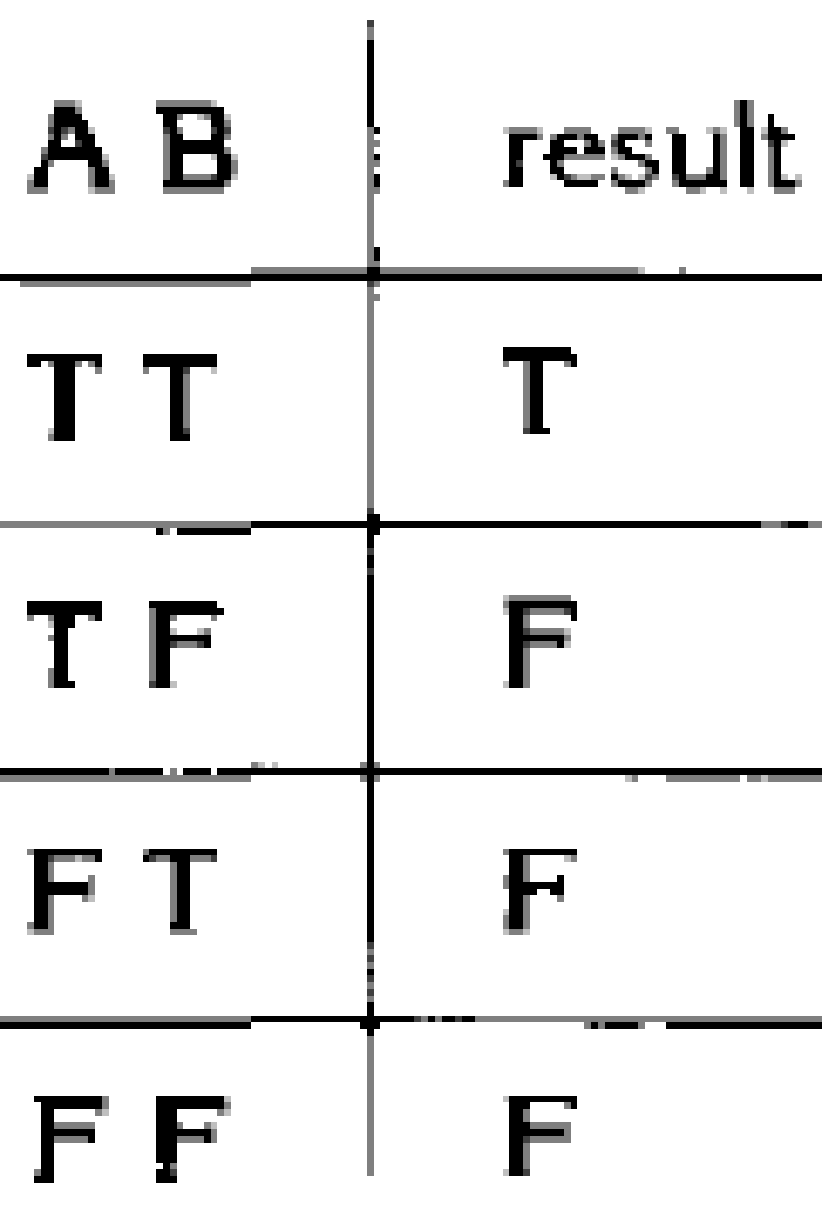 A B result
T T T
T F F
F T F
F F F